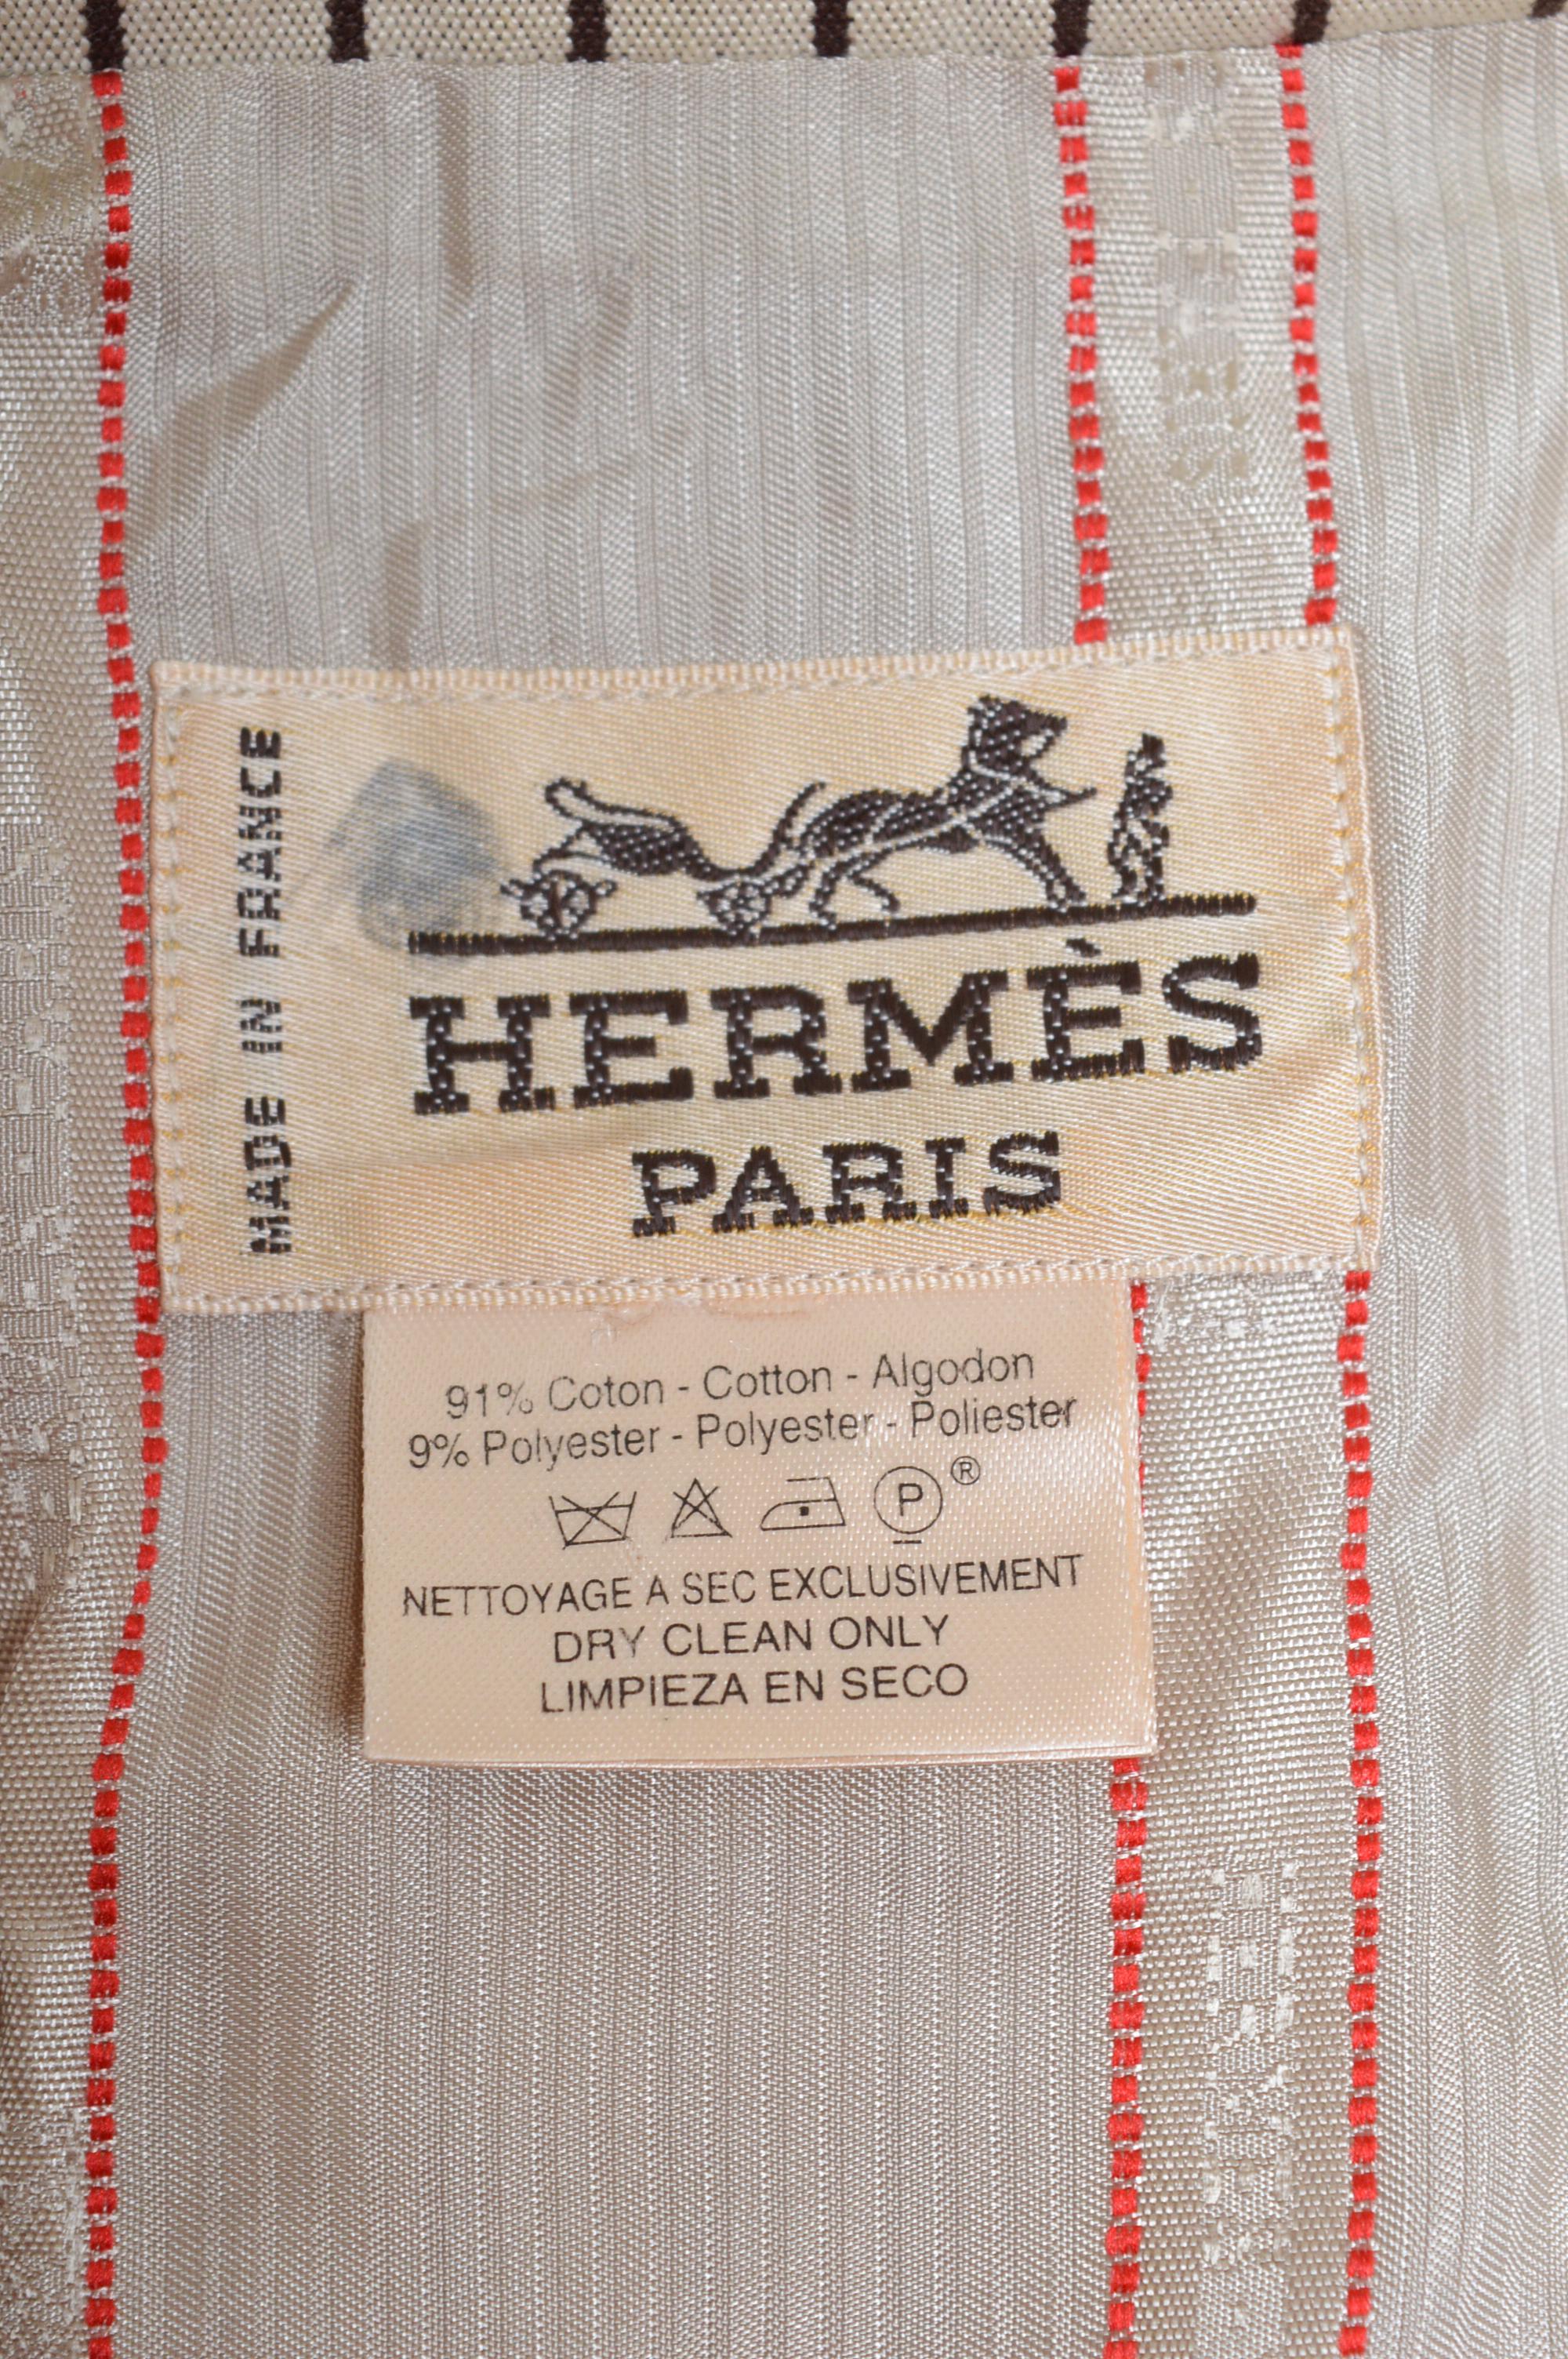 MADE IN FRANCE
HERMÈS
PARIS
91% Coton - Cotton - Algodon
9% Polyester - Polyester - Poliester
P ®
NETTOYAGE A SEC EXCLUSIVEMENT
DRY CLEAN ONLY
LIMPIEZA EN SECO